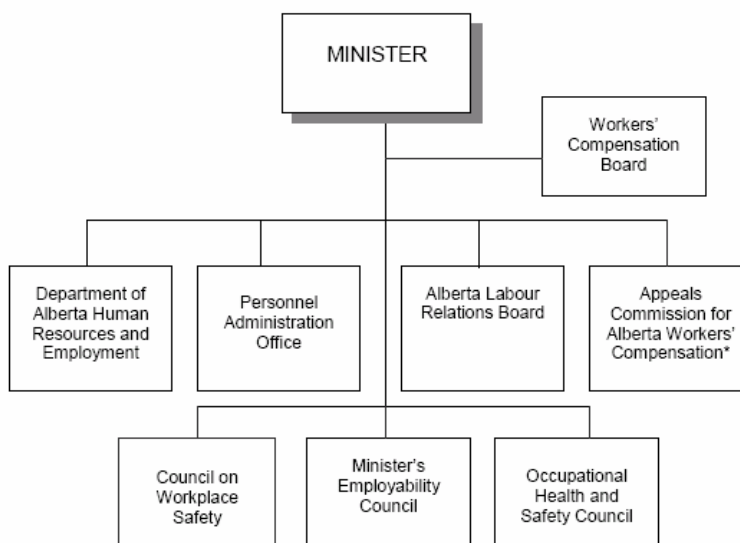 MINISTER
Workers’
Compensation
Board
Department of
Alberta Human
Resources and
Employment
Personnel
Administration
Office
Alberta Labour
Relations Board
Appeals
Commission for
Alberta Workers’
Compensation*
Council on
Workplace
Safety
Minister’s
Employability
Council
Occupational
Health and
Safety Council